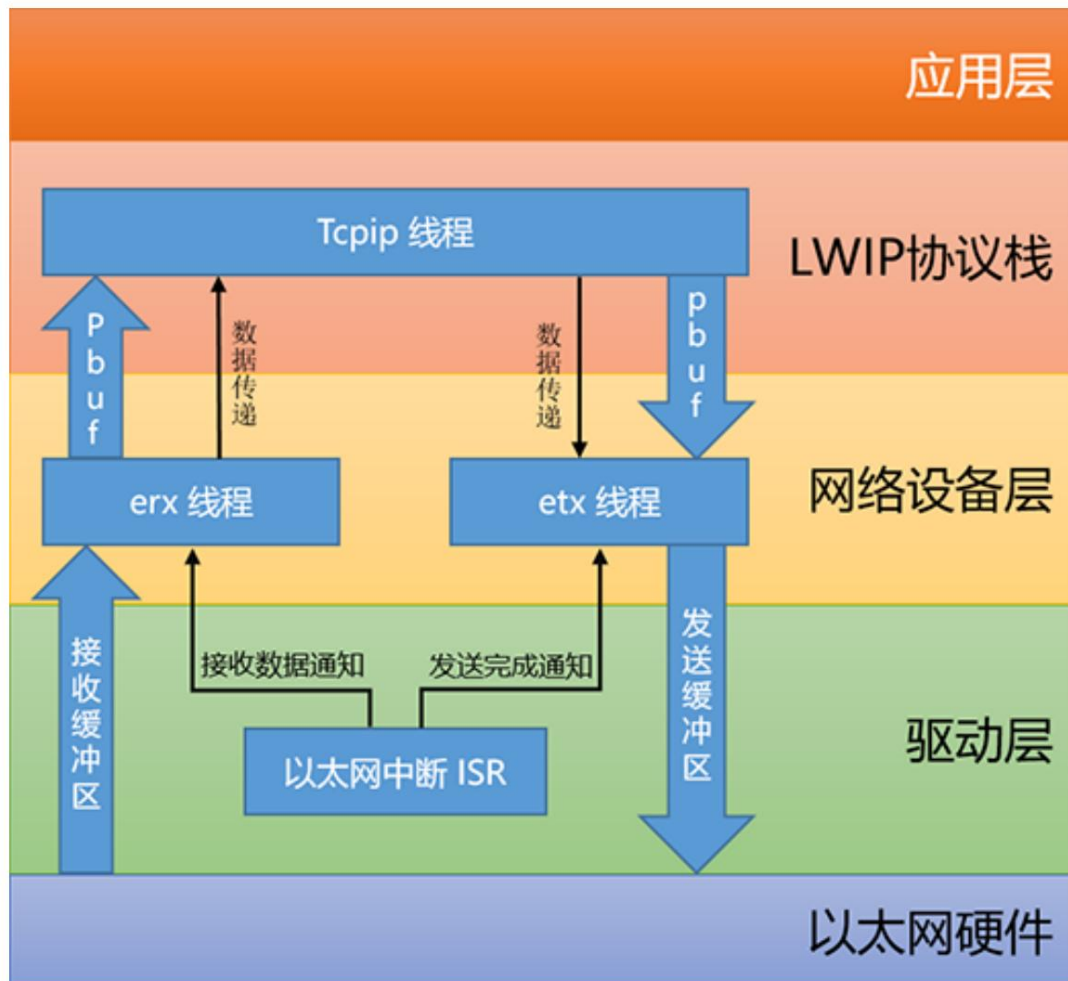 应用层
Tcpip 线程
LWIP协议栈
Pbuf
数据传递
数据传递
pbuf
erx 线程
etx 线程
网络设备层
接收缓冲区
接收数据通知
发送完成通知
发送缓冲区
以太网中断 ISR
驱动层
以太网硬件